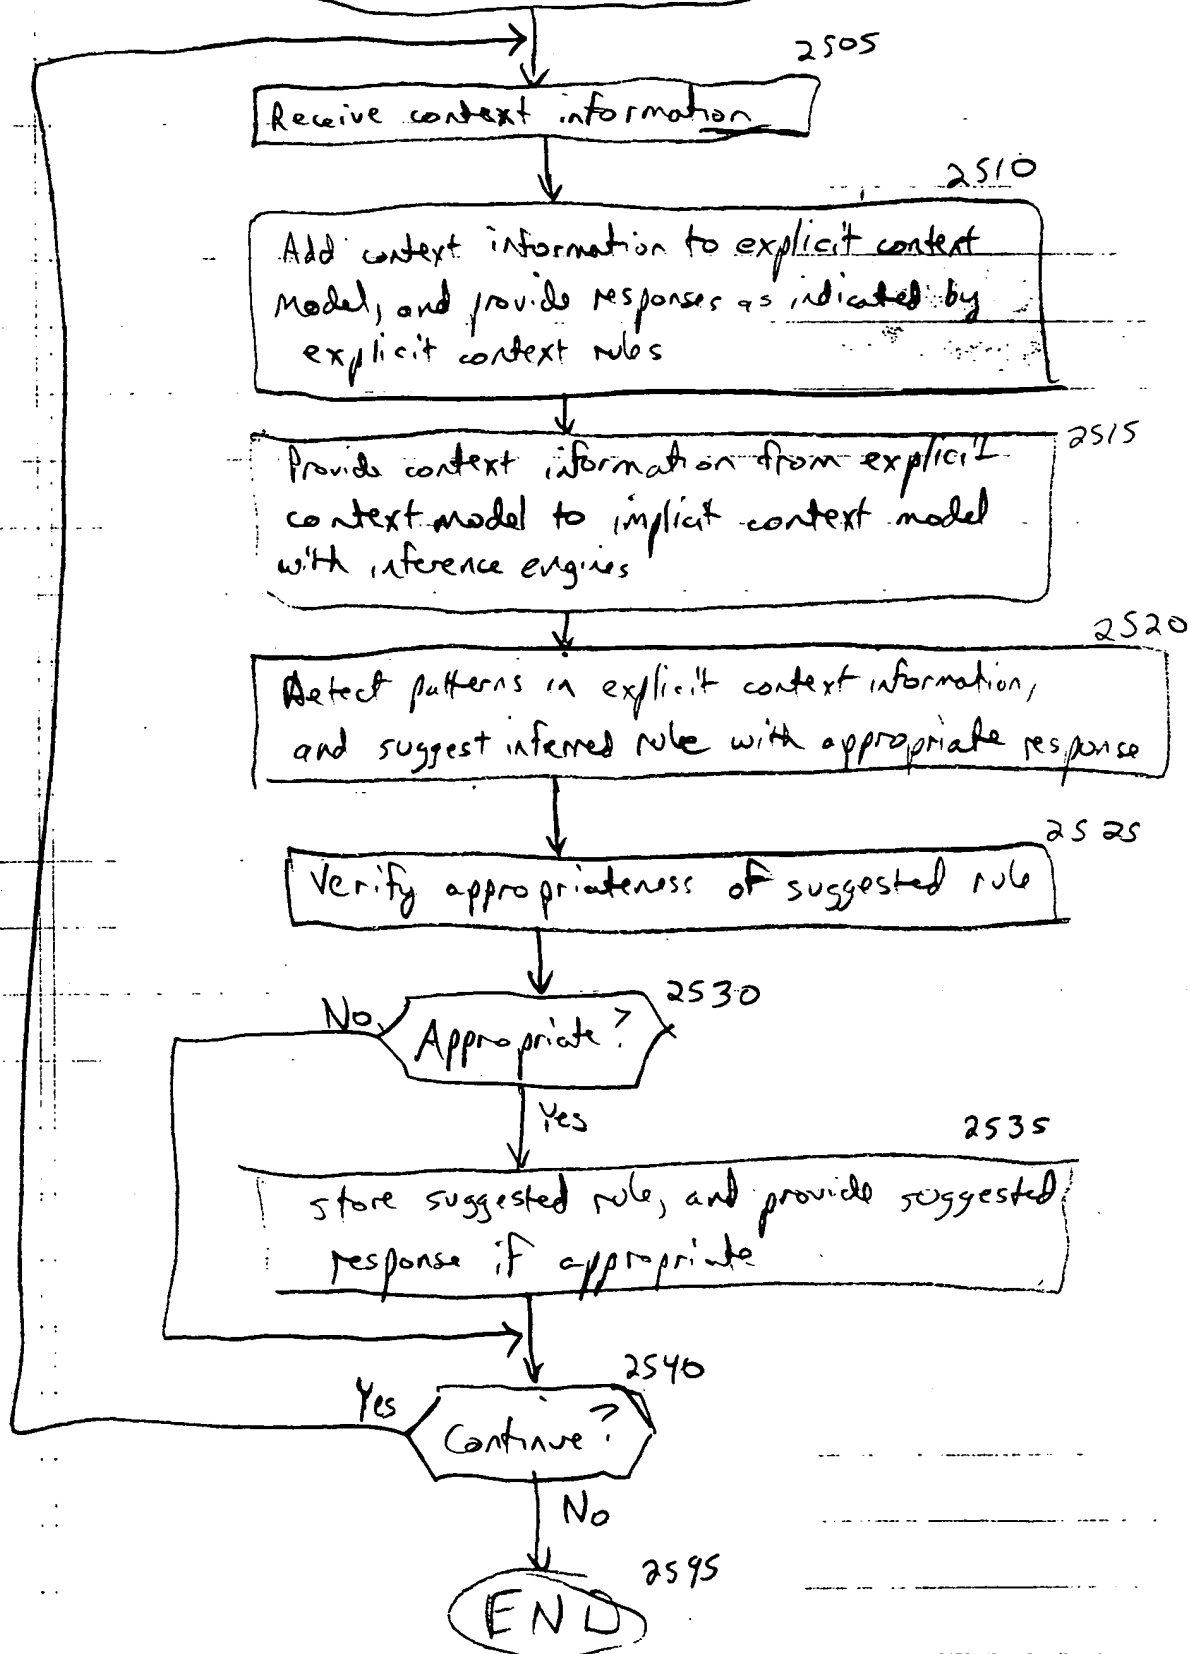 2505
Receive context information
2510
Add context information to explicit context
model, and provide responses as indicated by
explicit context rules
2515
Provide context information from explicit
context model to implicit context model
with inference engines
2520
Detect patterns in explicit context information,
and suggest inferred rule with appropriate response
2525
Verify appropriateness of suggested rule
2530
No
Appropriate?
Yes
2535
store suggested rule, and provide suggested
response if appropriate
2540
Yes
Continue?
No
2595
END